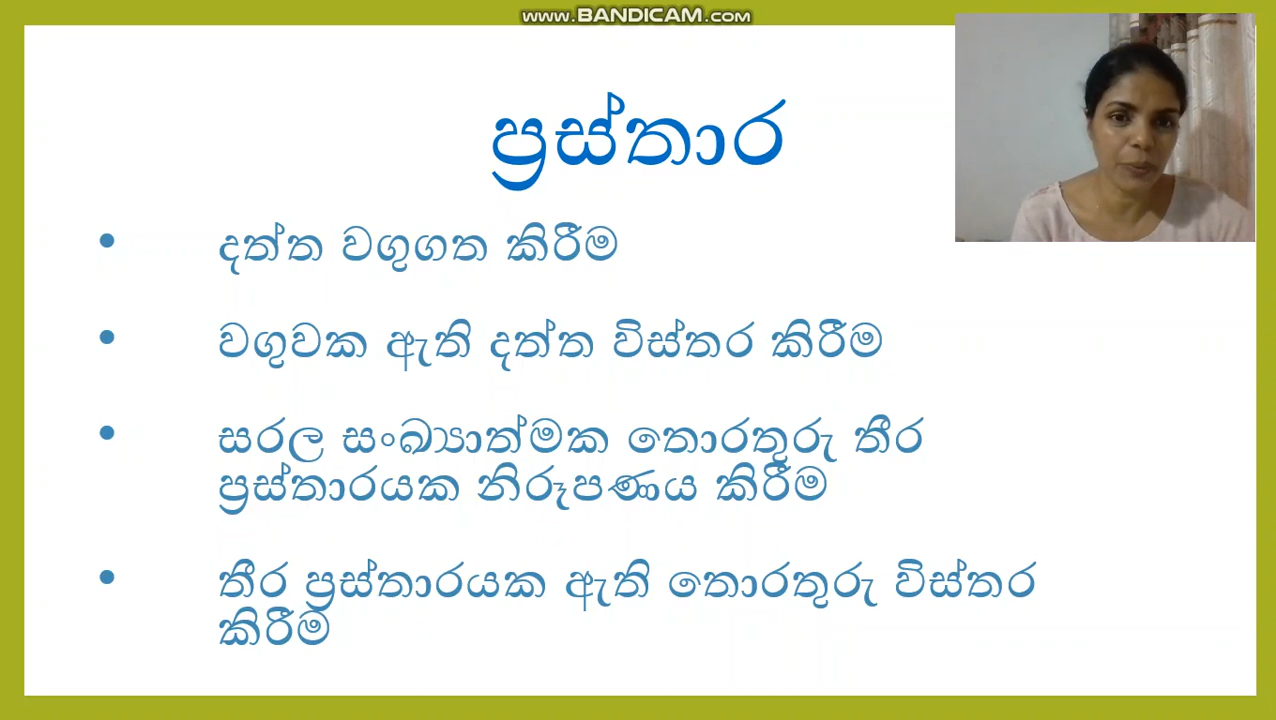 www.BANDICAM.com
ප්‍රස්තාර
• දත්ත වගුගත කිරීම
• වගුවක ඇති දත්ත විස්තර කිරීම
• සරල සංඛ්‍යාත්මක තොරතුරු තීර
ප්‍රස්තාරයක නිරූපණය කිරීම
• තීර ප්‍රස්තාරයක ඇති තොරතුරු විස්තර
කිරීම